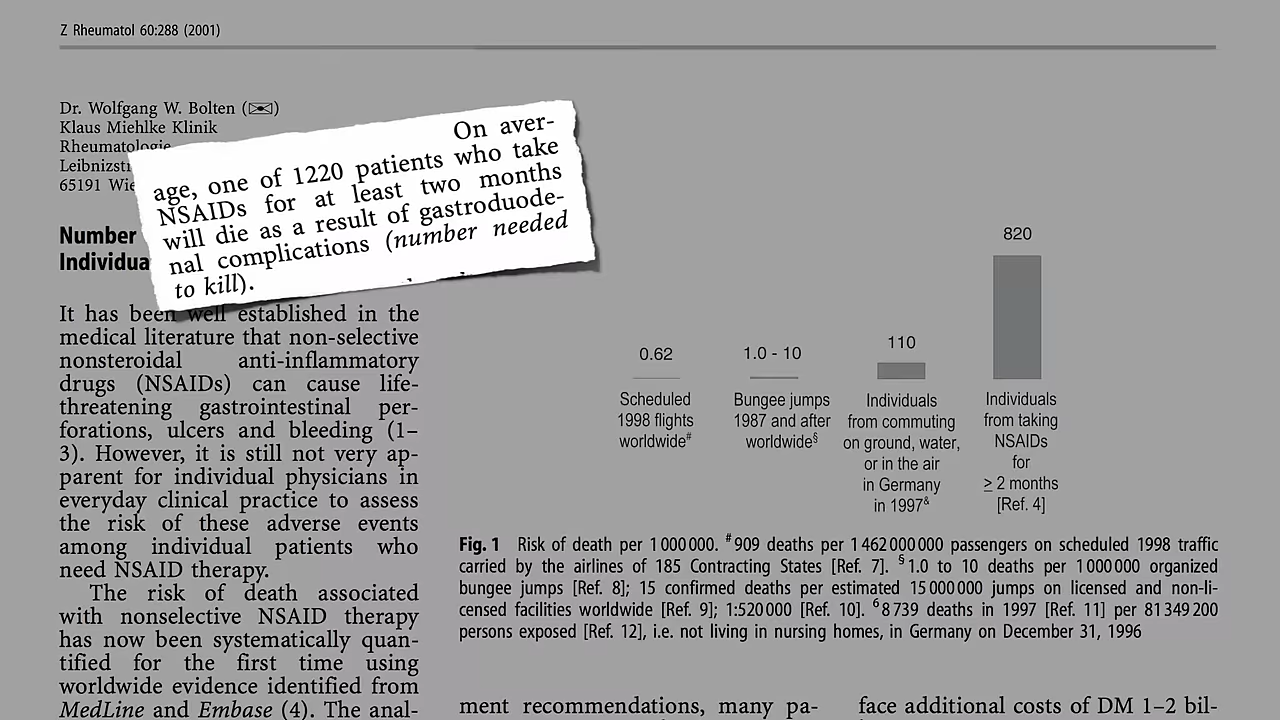 Z Rheumatol 60:288 (2001)
Dr. Wolfgang W. Bolten (✉)
Klaus Miehlke Klinik
Rheumatologie
65191
Number
On aver-
age, one of 1220 patients who take
NSAIDs for at least two months
will die as a result of gastroduode-
nal complications (number needed
to kill).
It has been well established in the
medical literature that non-selective
nonsteroidal anti-inflammatory
drugs (NSAIDs) can cause life-
threatening gastrointestinal per-
forations, ulcers and bleeding (1–
3). However, it is still not very ap-
parent for individual physicians in
everyday clinical practice to assess
the risk of these adverse events
among individual patients who
need NSAID therapy.
The risk of death associated
with nonselective NSAID therapy
has now been systematically quan-
tified for the first time using
worldwide evidence identified from
MedLine and Embase (4). The anal-
0.62
Scheduled
1998 flights
worldwide#
1.0 - 10
Bungee jumps
1987 and after
worldwide§
110
Individuals
from commuting
on ground, water,
or in the air
in Germany
in 1997&
820
Individuals
from taking
NSAIDs
for
≥ 2 months
[Ref. 4]
Fig. 1 Risk of death per 1 000 000. #909 deaths per 1 462 000 000 passengers on scheduled 1998 traffic
carried by the airlines of 185 Contracting States [Ref. 7]. §1.0 to 10 deaths per 1 000 000 organized
bungee jumps [Ref. 8]; 15 confirmed deaths per estimated 15 000 000 jumps on licensed and non-li-
censed facilities worldwide [Ref. 9]; 1:520 000 [Ref. 10]. 68 739 deaths in 1997 [Ref. 11] per 81 349 200
persons exposed [Ref. 12], i.e. not living in nursing homes, in Germany on December 31, 1996
ment recommendations, many pa-
face additional costs of DM 1–2 bil-